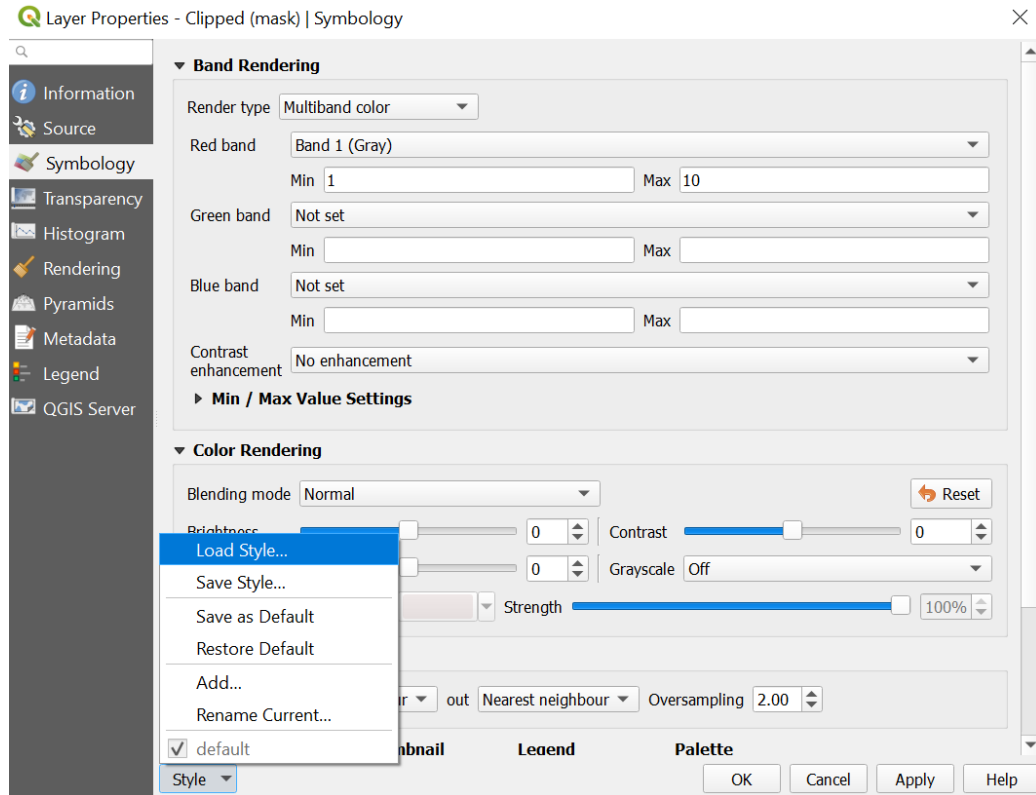 Layer Properties - Clipped (mask) | Symbology
Information
Source
Symbology
Transparency
Histogram
Rendering
Pyramids
Metadata
Legend
QGIS Server
Band Rendering
Render type Multiband color
Red band Band 1 (Gray)
Min 1 Max 10
Green band Not set
Min Max
Blue band Not set
Min Max
Contrast
enhancement No enhancement
Min / Max Value Settings
Color Rendering
Blending mode Normal Reset
Brightness 0 Contrast 0
0 Grayscale Off
Strength 100%
out Nearest neighbour Oversampling 2.00
Legend Palette
Load Style...
Save Style...
Save as Default
Restore Default
Add...
Rename Current...
default
Style OK Cancel Apply Help